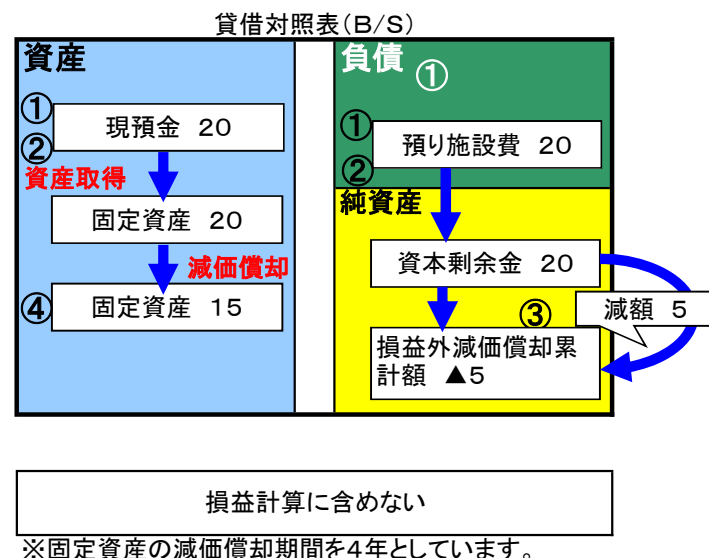 貸借対照表(B/S)
資産
負債
①
①
現預金 20
②
①
預り施設費 20
②
資産取得
純資産
固定資産 20
資本剰余金 20
減価償却
④
固定資産 15
③
減額 5
損益外減価償却累
計額 ▲5
損益計算に含めない
※固定資産の減価償却期間を4年としています。